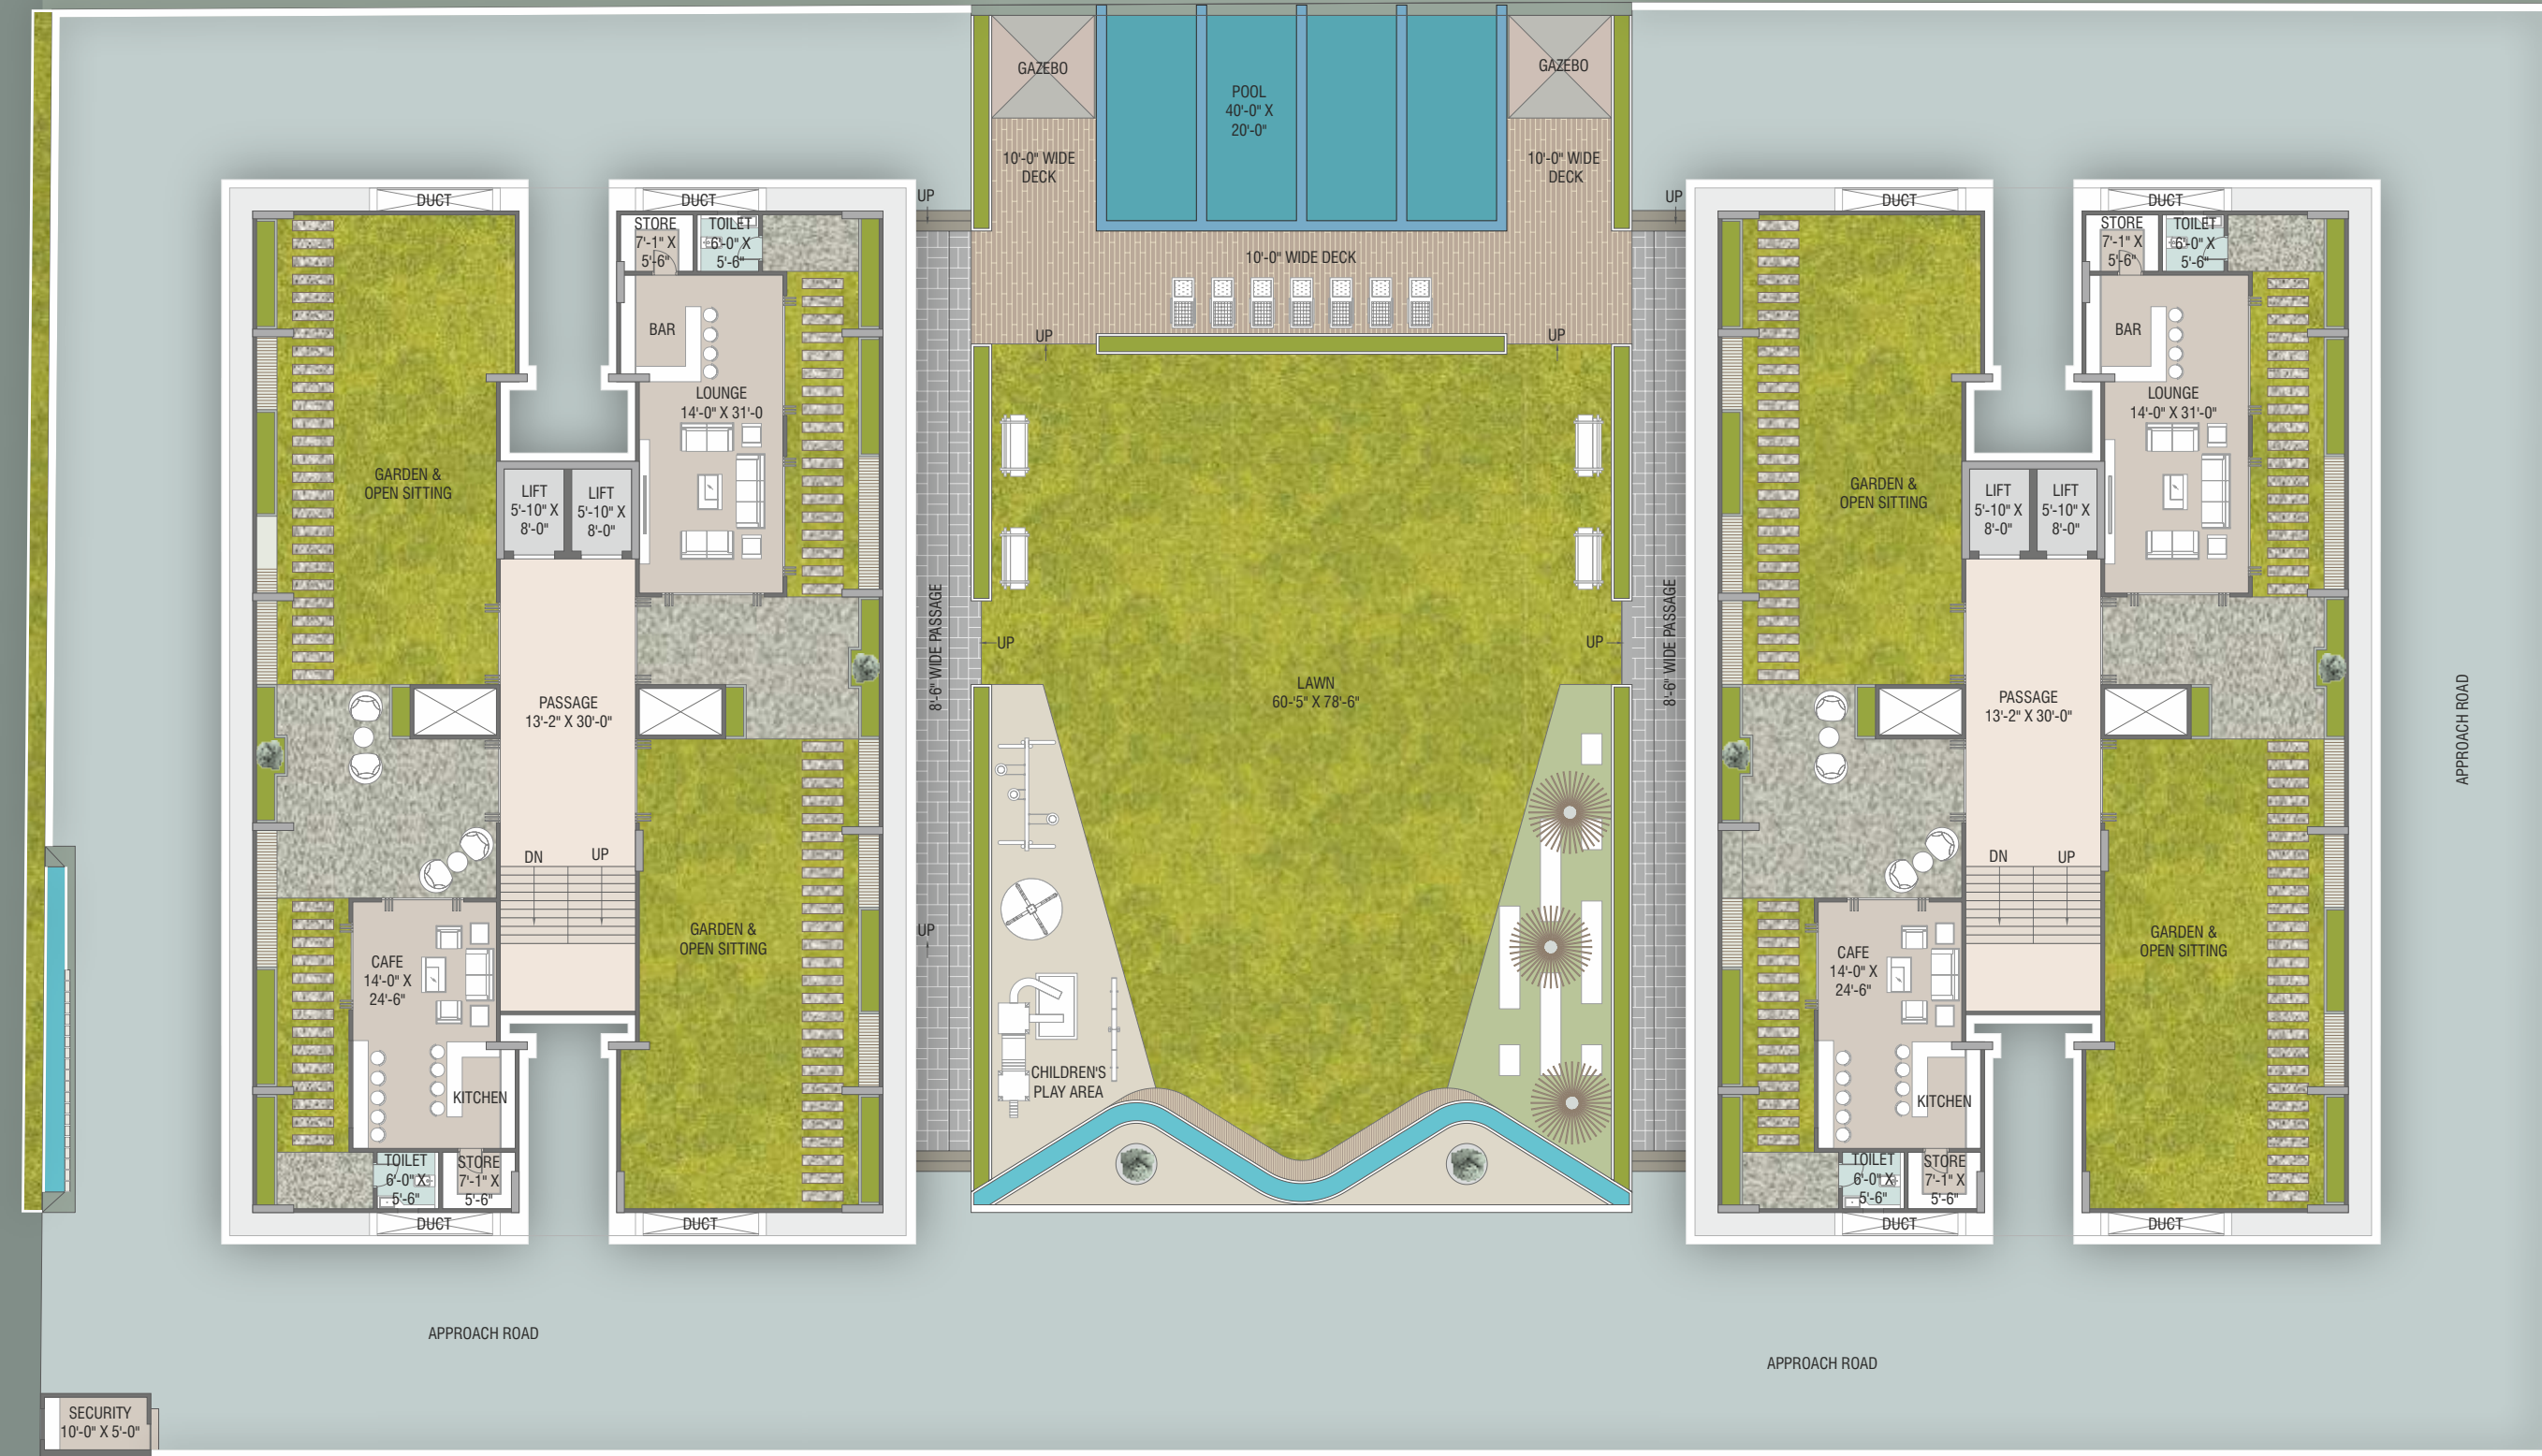 DUCT
DUCT
STORE
7'-1" X
5'-6"
TOILET
6'-0" X
5'-6"
BAR
LOUNGE
14'-0" X 31'-0
GARDEN &
OPEN SITTING
LIFT
5'-10" X
8'-0"
LIFT
5'-10" X
8'-0"
PASSAGE
13'-2" X 30'-0"
DN
UP
GARDEN &
OPEN SITTING
CAFE
14'-0" X
24'-6"
KITCHEN
TOILET
6'-0" X
5'-6"
STORE
7'-1" X
5'-6"
DUCT
DUCT
APPROACH ROAD
SECURITY
10'-0" X 5'-0"
UP
8'-6" WIDE PASSAGE
UP
GAZEBO
POOL
40'-0" X
20'-0"
GAZEBO
10'-0" WIDE
DECK
10'-0" WIDE
DECK
10'-0" WIDE DECK
UP
UP
UP
UP
LAWN
60-'5" X 78'-6"
CHILDREN'S
PLAY AREA
UP
8'-6" WIDE PASSAGE
DUCT
DUCT
STORE
7'-1" X
5'-6"
TOILET
6'-0" X
5'-6"
BAR
LOUNGE
14'-0" X 31'-0"
GARDEN &
OPEN SITTING
LIFT
5'-10" X
8'-0"
LIFT
5'-10" X
8'-0"
PASSAGE
13'-2" X 30'-0"
DN
UP
GARDEN &
OPEN SITTING
CAFE
14'-0" X
24'-6"
KITCHEN
TOILET
6'-0" X
5'-6"
STORE
7'-1" X
5'-6"
DUCT
DUCT
APPROACH ROAD
APPROACH ROAD